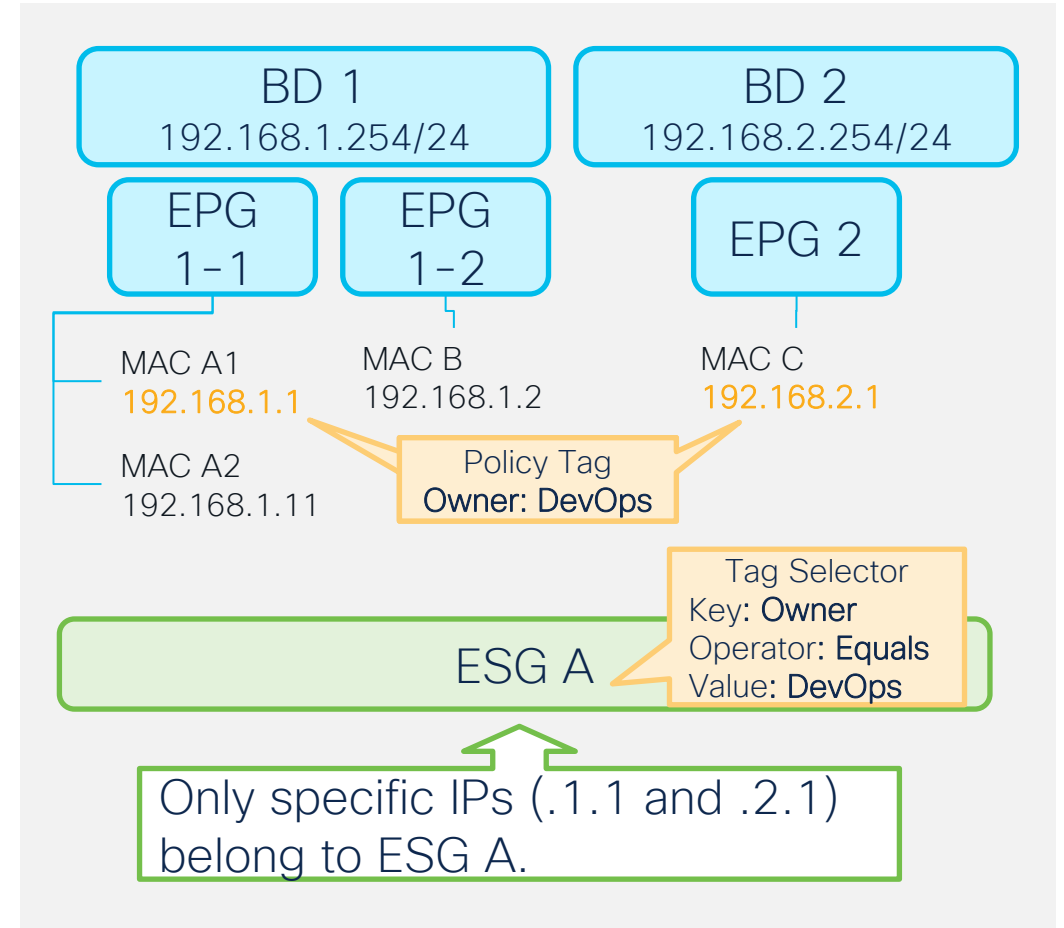 BD 1
192.168.1.254/24
BD 2
192.168.2.254/24
EPG
1-1
EPG
1-2
EPG 2
MAC A1
192.168.1.1
MAC B
192.168.1.2
MAC C
192.168.2.1
MAC A2
192.168.1.11
Policy Tag
Owner: DevOps
Tag Selector
Key: Owner
Operator: Equals
Value: DevOps
ESG A
Only specific IPs (.1.1 and .2.1)
belong to ESG A.